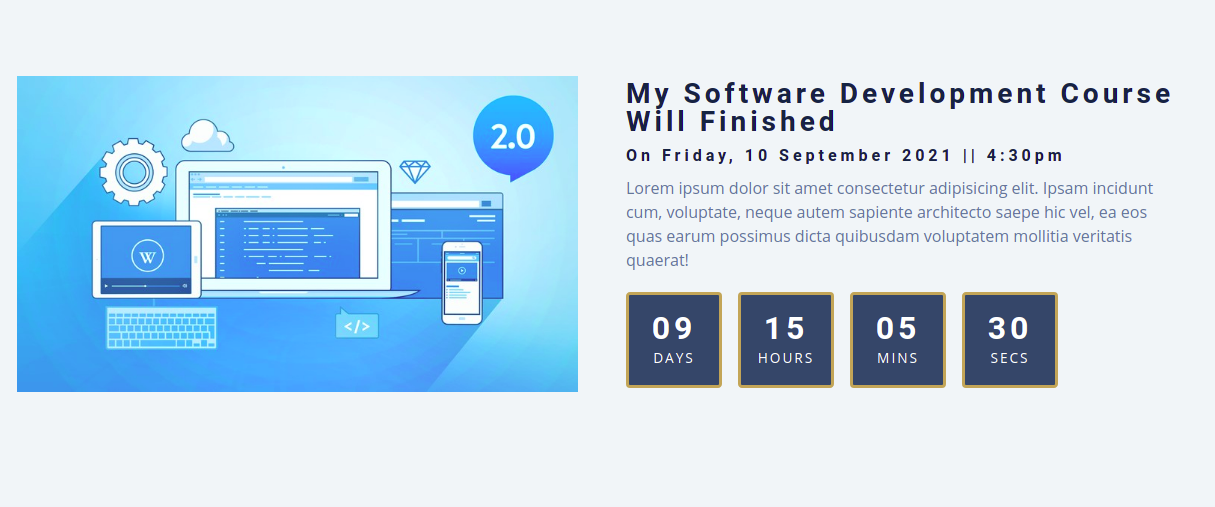 2.0
W
</>
My Software Development Course
Will Finished
On Friday, 10 September 2021 || 4:30pm
Lorem ipsum dolor sit amet consectetur adipisicing elit. Ipsam incidunt
cum, voluptate, neque autem sapiente architecto saepe hic vel, ea eos
quas earum possimus dicta quibusdam voluptatem mollitia veritatis
quaerat!
09 15 05 30
DAYS HOURS MINS SECS